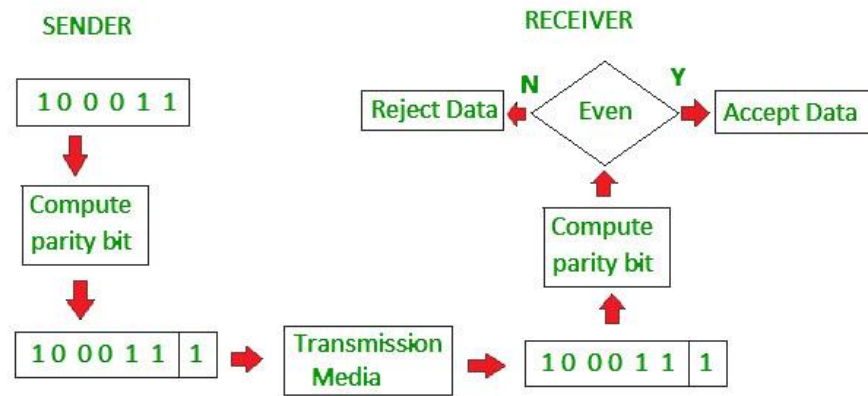 SENDER
1 0 0 0 1 1
Compute
parity bit
1 0 0 0 1 1 1
Transmission
Media
RECEIVER
1 0 0 0 1 1 1
Compute
parity bit
Even
N
Y
Reject Data
Accept Data